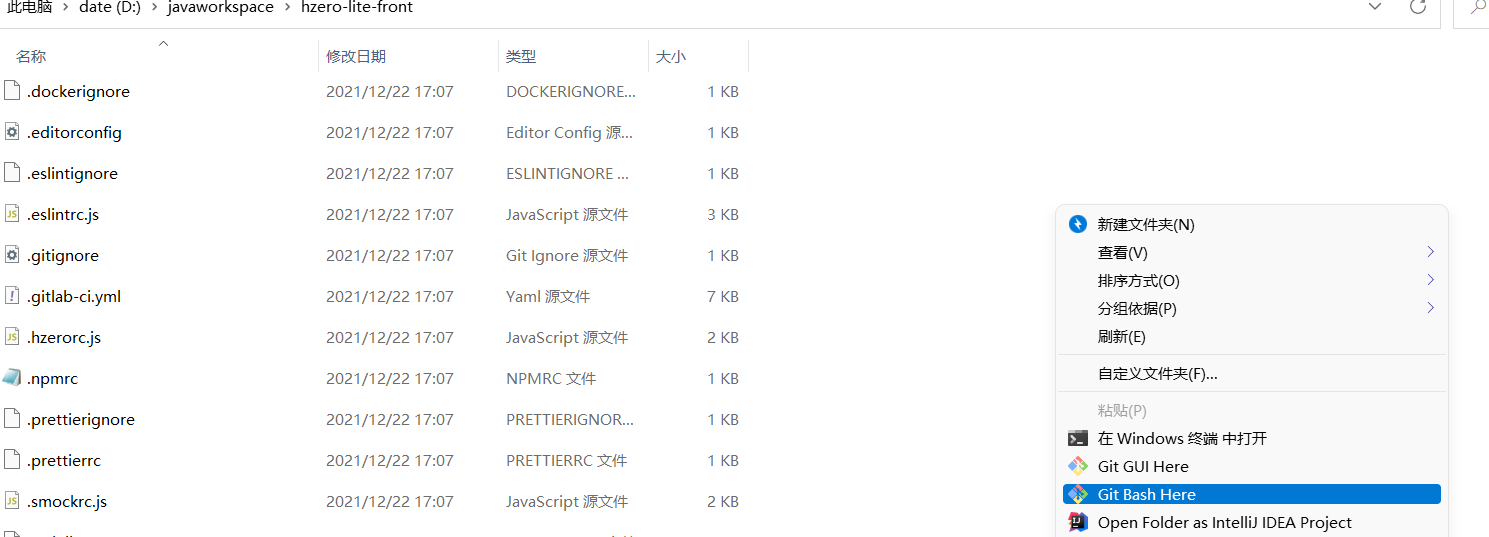 此电脑 > date (D:) > javaworkspace > hzero-lite-front
名称 修改日期 类型 大小
.dockerignore 2021/12/22 17:07 DOCKERIGNORE... 1 KB
.editorconfig 2021/12/22 17:07 Editor Config 源... 1 KB
.eslintignore 2021/12/22 17:07 ESLINTIGNORE ... 1 KB
.eslintrc.js 2021/12/22 17:07 JavaScript 源文件 3 KB
.gitignore 2021/12/22 17:07 Git Ignore 源文件 1 KB
.gitlab-ci.yml 2021/12/22 17:07 Yaml 源文件 7 KB
.hzerorc.js 2021/12/22 17:07 JavaScript 源文件 2 KB
.npmrc 2021/12/22 17:07 NPMRC 文件 1 KB
.prettierignore 2021/12/22 17:07 PRETTIERIGNOR... 1 KB
.prettierrc 2021/12/22 17:07 PRETTIERRC 文件 1 KB
.smockrc.js 2021/12/22 17:07 JavaScript 源文件 2 KB
新建文件夹(N)
查看(V)
排序方式(O)
分组依据(P)
刷新(E)
自定义文件夹(F)...
粘贴(P)
在 Windows 终端 中打开
Git GUI Here
Git Bash Here
Open Folder as IntelliJ IDEA Project